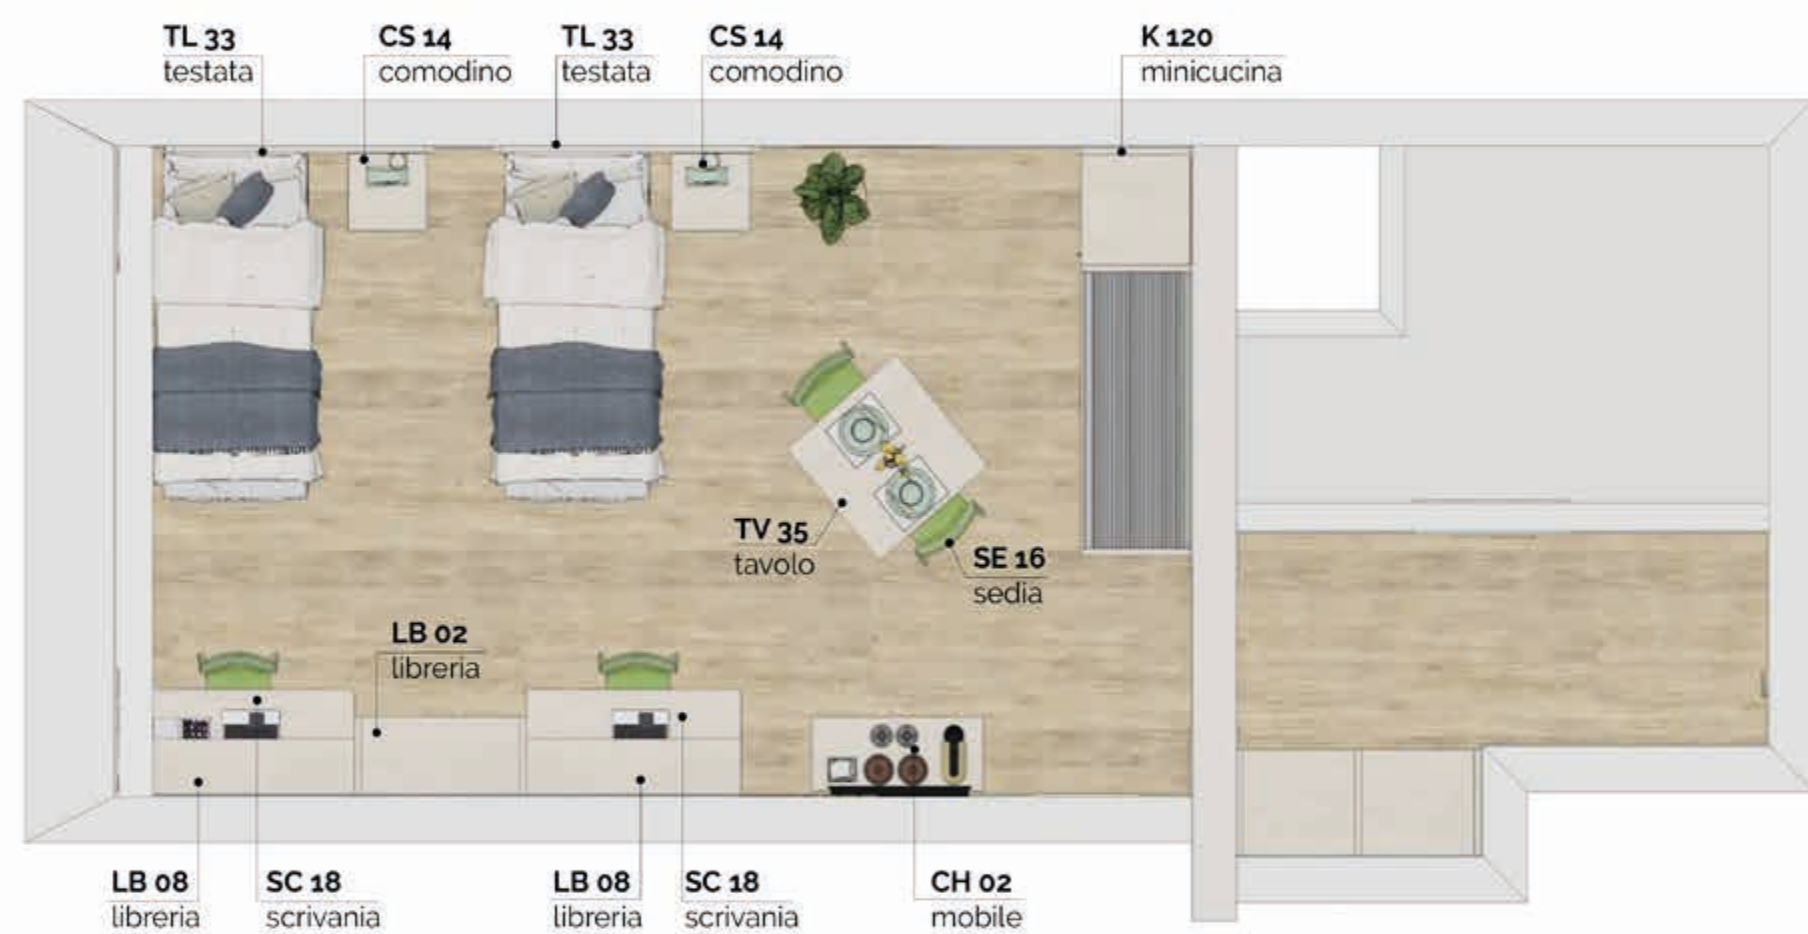 TL 33
testata
CS 14
comodino
TL 33
testata
CS 14
comodino
K 120
minicucina
TV 35
tavolo
SE 16
sedia
LB 02
libreria
LB 08
libreria
SC 18
scrivania
LB 08
libreria
SC 18
scrivania
CH 02
mobile